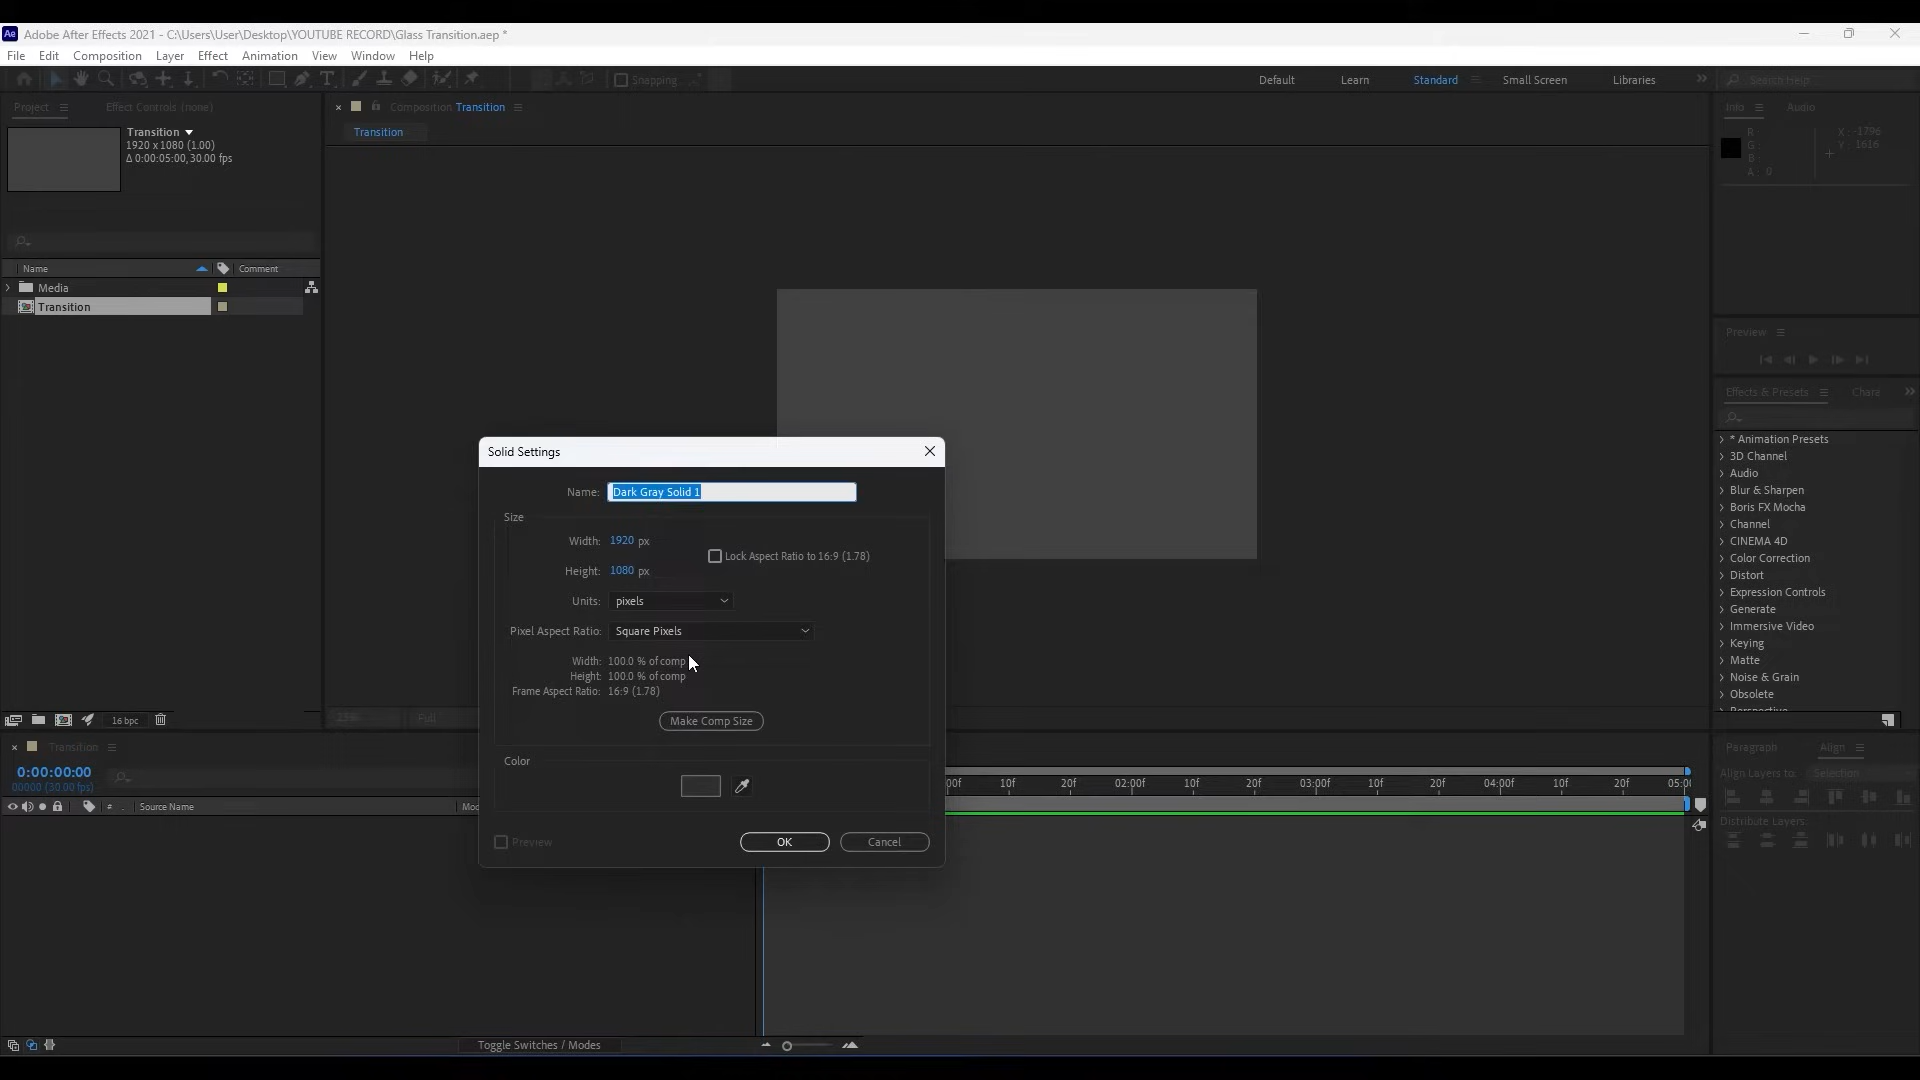 Ae Adobe After Effects 2021 - C:\Users\User\Desktop\YOUTUBE RECORD\Glass Transition.aep *
File Edit Composition Layer Effect Animation View Window Help
Snapping Default Learn Standard Small Screen Libraries Search Help
Project Effect Controls (none) Composition Transition Info Audio
Transition
1920 x 1080 (1.00)
Δ 0:00:05:00, 30.00 fps
Transition
R :
G :
B :
A : 0
X : -1796
Y : 1616
Name Comment
Media
Transition
Preview
Effects & Presets
* Animation Presets
3D Channel
Audio
Blur & Sharpen
Boris FX Mocha
Channel
CINEMA 4D
Color Correction
Distort
Expression Controls
Generate
Immersive Video
Keying
Matte
Noise & Grain
Obsolete
Perspective
Solid Settings
Name: Dark Gray Solid 1
Size
Width: 1920 px
Lock Aspect Ratio to 16:9 (1.78)
Height: 1080 px
Units: pixels
Pixel Aspect Ratio: Square Pixels
Width: 100.0 % of comp
Height: 100.0 % of comp
Frame Aspect Ratio: 16:9 (1.78)
Make Comp Size
Color
Preview OK Cancel
16 bpc
Full
Transition
0:00:00:00
00000 (30.00 fps)
# Source Name
10f 20f 02:00f 10f 20f 03:00f 10f 20f 04:00f 10f 20f
Paragraph Align
Align Layers to: Selection
Distribute Layers:
Toggle Switches / Modes